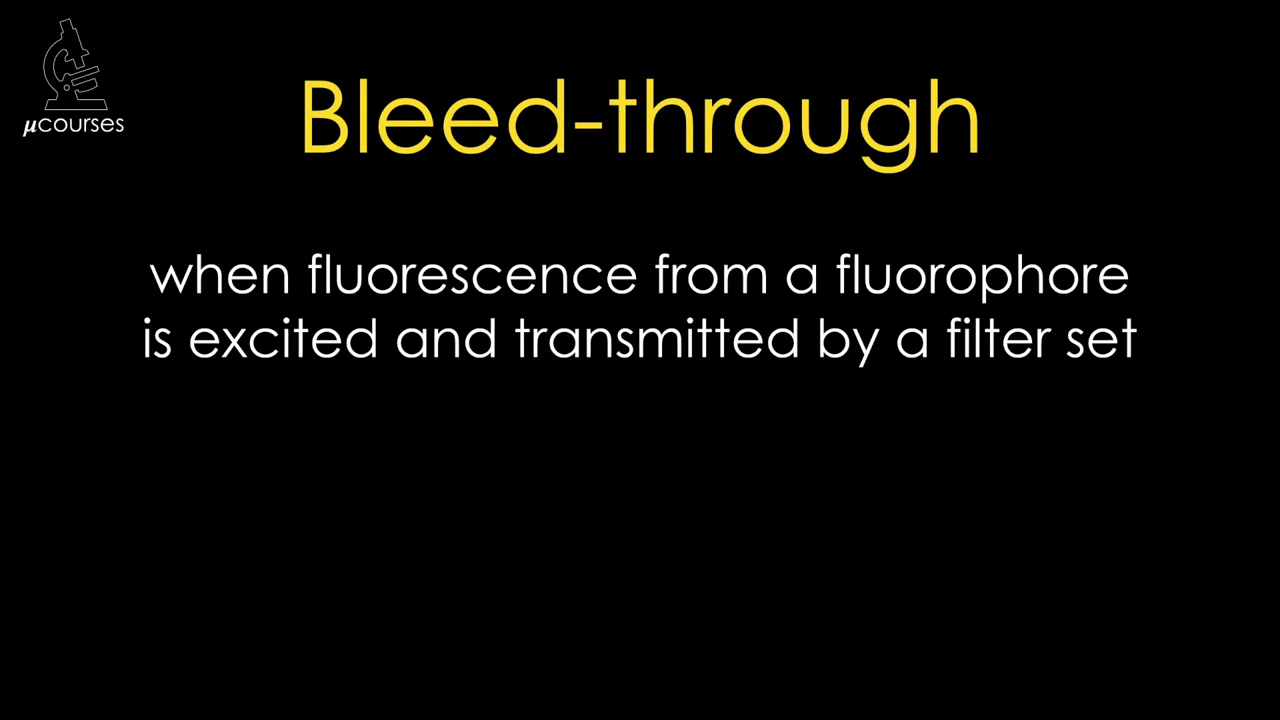 µcourses
Bleed-through
when fluorescence from a fluorophore
is excited and transmitted by a filter set